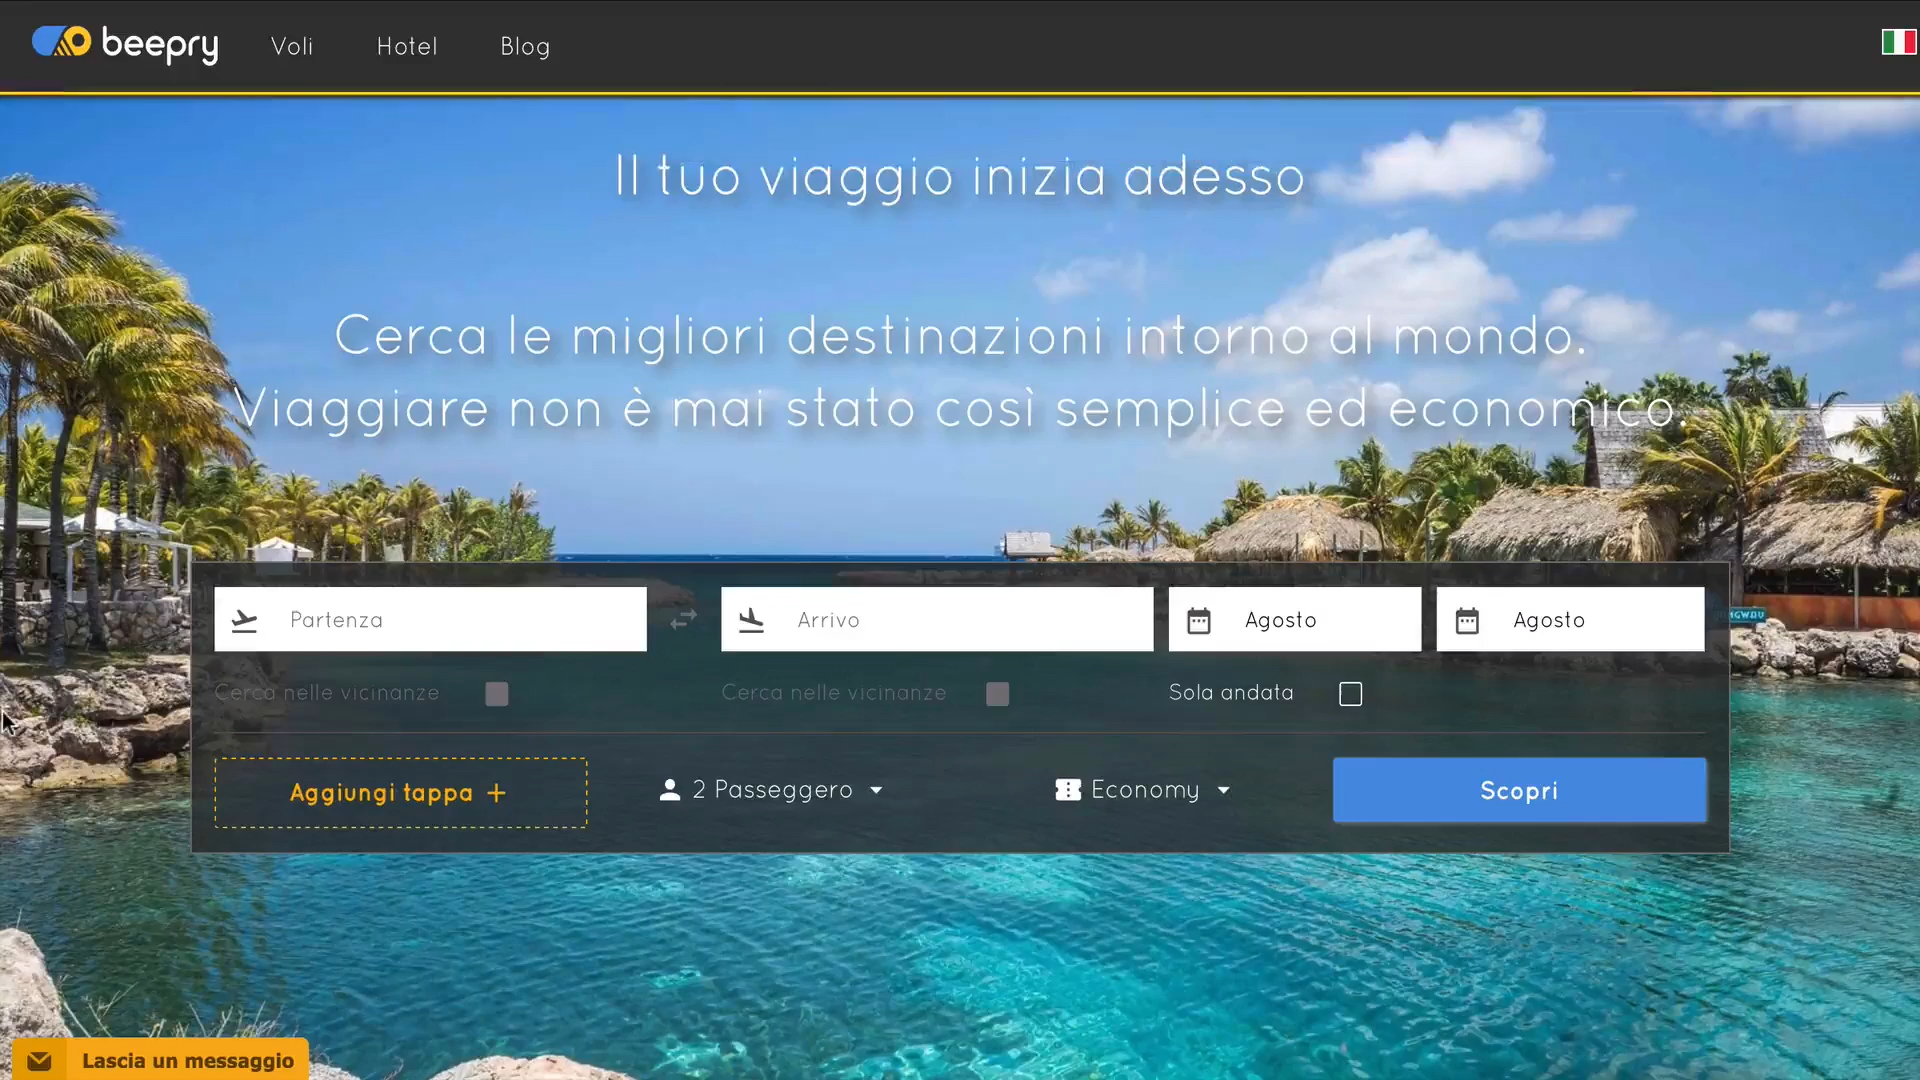 beepry Voli Hotel Blog
Il tuo viaggio inizia adesso
Cerca le migliori destinazioni intorno al mondo.
Viaggiare non è mai stato così semplice ed economico.
Partenza Arrivo Agosto Agosto
Cerca nelle vicinanze Cerca nelle vicinanze Sola andata
Aggiungi tappa + 2 Passeggero Economy Scopri
Lascia un messaggio